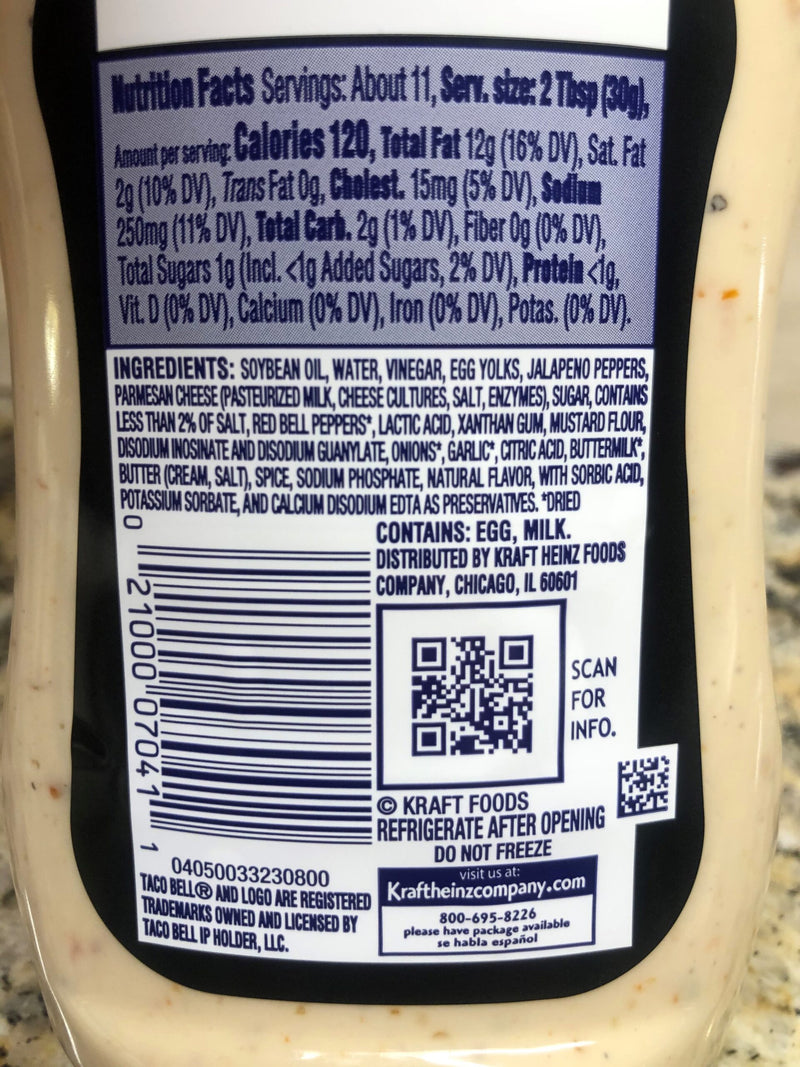 Nutrition Facts Servings: About 11, Serv. size: 2 Tbsp (30g),
Amount per serving: Calories 120, Total Fat 12g (16% DV), Sat. Fat
2g (10% DV), Trans Fat 0g, Cholest. 15mg (5% DV), Sodium
250mg (11% DV), Total Carb. 2g (1% DV), Fiber 0g (0% DV),
Total Sugars 1g (Incl. <1g Added Sugars, 2% DV), Protein <1g,
Vit. D (0% DV), Calcium (0% DV), Iron (0% DV), Potas. (0% DV).
INGREDIENTS: SOYBEAN OIL, WATER, VINEGAR, EGG YOLKS, JALAPENO PEPPERS,
PARMESAN CHEESE (PASTEURIZED MILK, CHEESE CULTURES, SALT, ENZYMES), SUGAR, CONTAINS
LESS THAN 2% OF SALT, RED BELL PEPPERS*, LACTIC ACID, XANTHAN GUM, MUSTARD FLOUR,
DISODIUM INOSINATE AND DISODIUM GUANYLATE, ONIONS*, GARLIC*, CITRIC ACID, BUTTERMILK*,
BUTTER (CREAM, SALT), SPICE, SODIUM PHOSPHATE, NATURAL FLAVOR, WITH SORBIC ACID,
POTASSIUM SORBATE, AND CALCIUM DISODIUM EDTA AS PRESERVATIVES. *DRIED
CONTAINS: EGG, MILK.
DISTRIBUTED BY KRAFT HEINZ FOODS
COMPANY, CHICAGO, IL 60601
0 21000 07041 1
SCAN
FOR
INFO.
© KRAFT FOODS
REFRIGERATE AFTER OPENING
DO NOT FREEZE
04050033230800
TACO BELL® AND LOGO ARE REGISTERED
TRADEMARKS OWNED AND LICENSED BY
TACO BELL IP HOLDER, LLC.
visit us at:
Kraftheinzcompany.com
800-695-8226
please have package available
se habla español